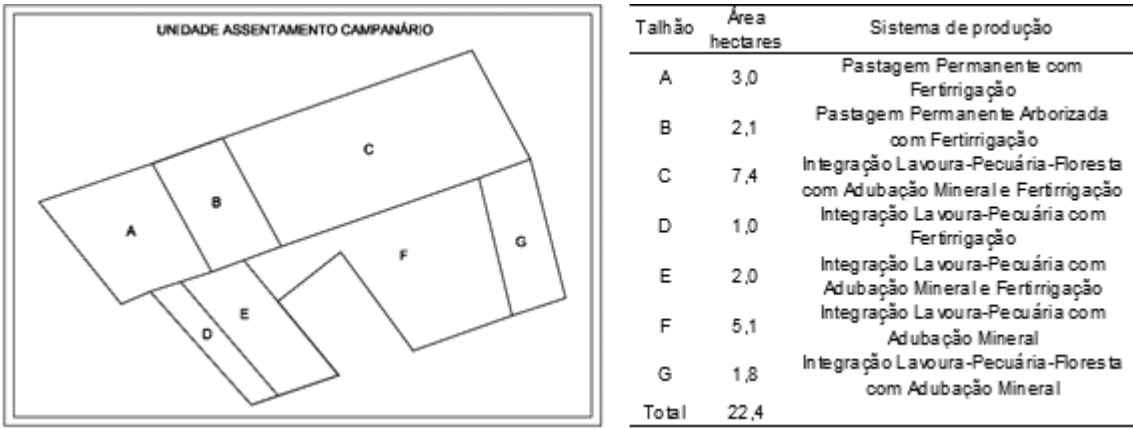 UNIDADE ASSENTAMENTO CAMPANÁRIO
A
B
C
D
E
F
G
Talhão
Área
hectares
Sistema de produção
A
3,0
Pastagem Permanente com
Fertirrigação
B
2,1
Pastagem Permanente Arborizada
com Fertirrigação
C
7,4
Integração Lavoura-Pecuária-Floresta
com Adubação Mineral e Fertirrigação
D
1,0
Integração Lavoura-Pecuária com
Fertirrigação
E
2,0
Integração Lavoura-Pecuária com
Adubação Mineral e Fertirrigação
F
5,1
Integração Lavoura-Pecuária com
Adubação Mineral
G
1,8
Integração Lavoura-Pecuária-Floresta
com Adubação Mineral
Total
22,4